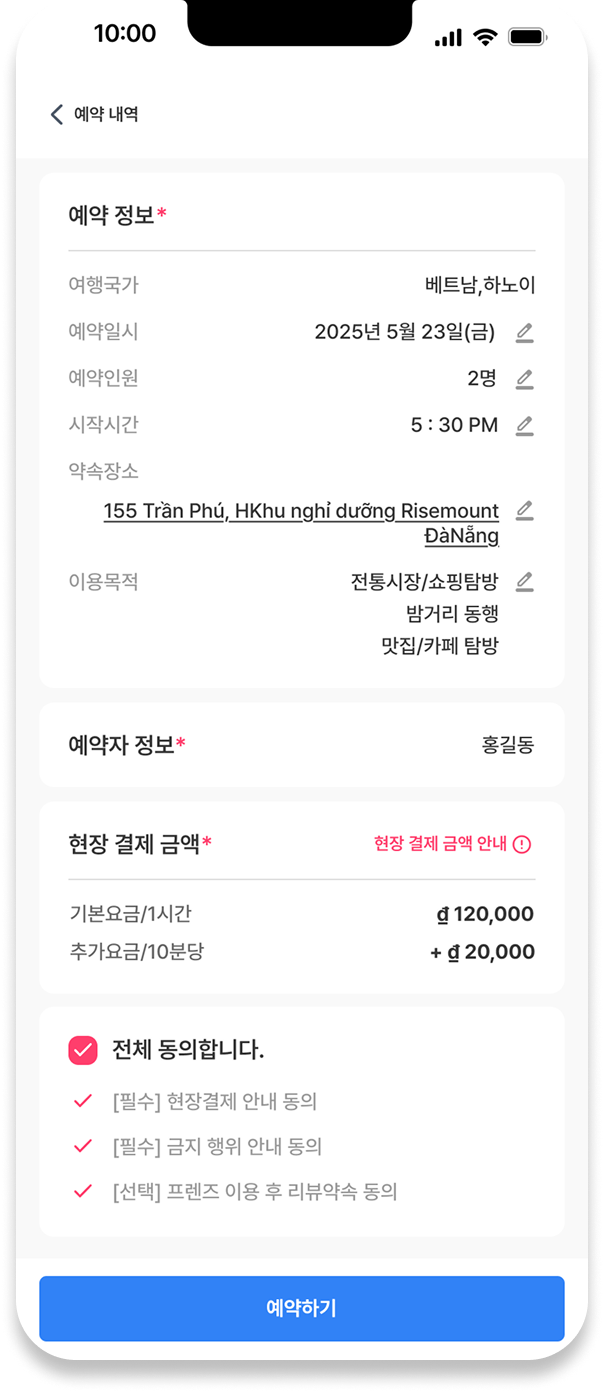 10:00
예약 내역
예약 정보*
여행국가 베트남,하노이
예약일시 2025년 5월 23일(금)
예약인원 2명
시작시간 5 : 30 PM
약속장소
155 Trần Phú, HKhu nghỉ dưỡng Risemount
ĐàNẵng
이용목적 전통시장/쇼핑탐방
밤거리 동행
맛집/카페 탐방
예약자 정보* 홍길동
현장 결제 금액* 현장 결제 금액 안내
기본요금/1시간 ₫ 120,000
추가요금/10분당 + ₫ 20,000
전체 동의합니다.
[필수] 현장결제 안내 동의
[필수] 금지 행위 안내 동의
[선택] 프렌즈 이용 후 리뷰약속 동의
예약하기